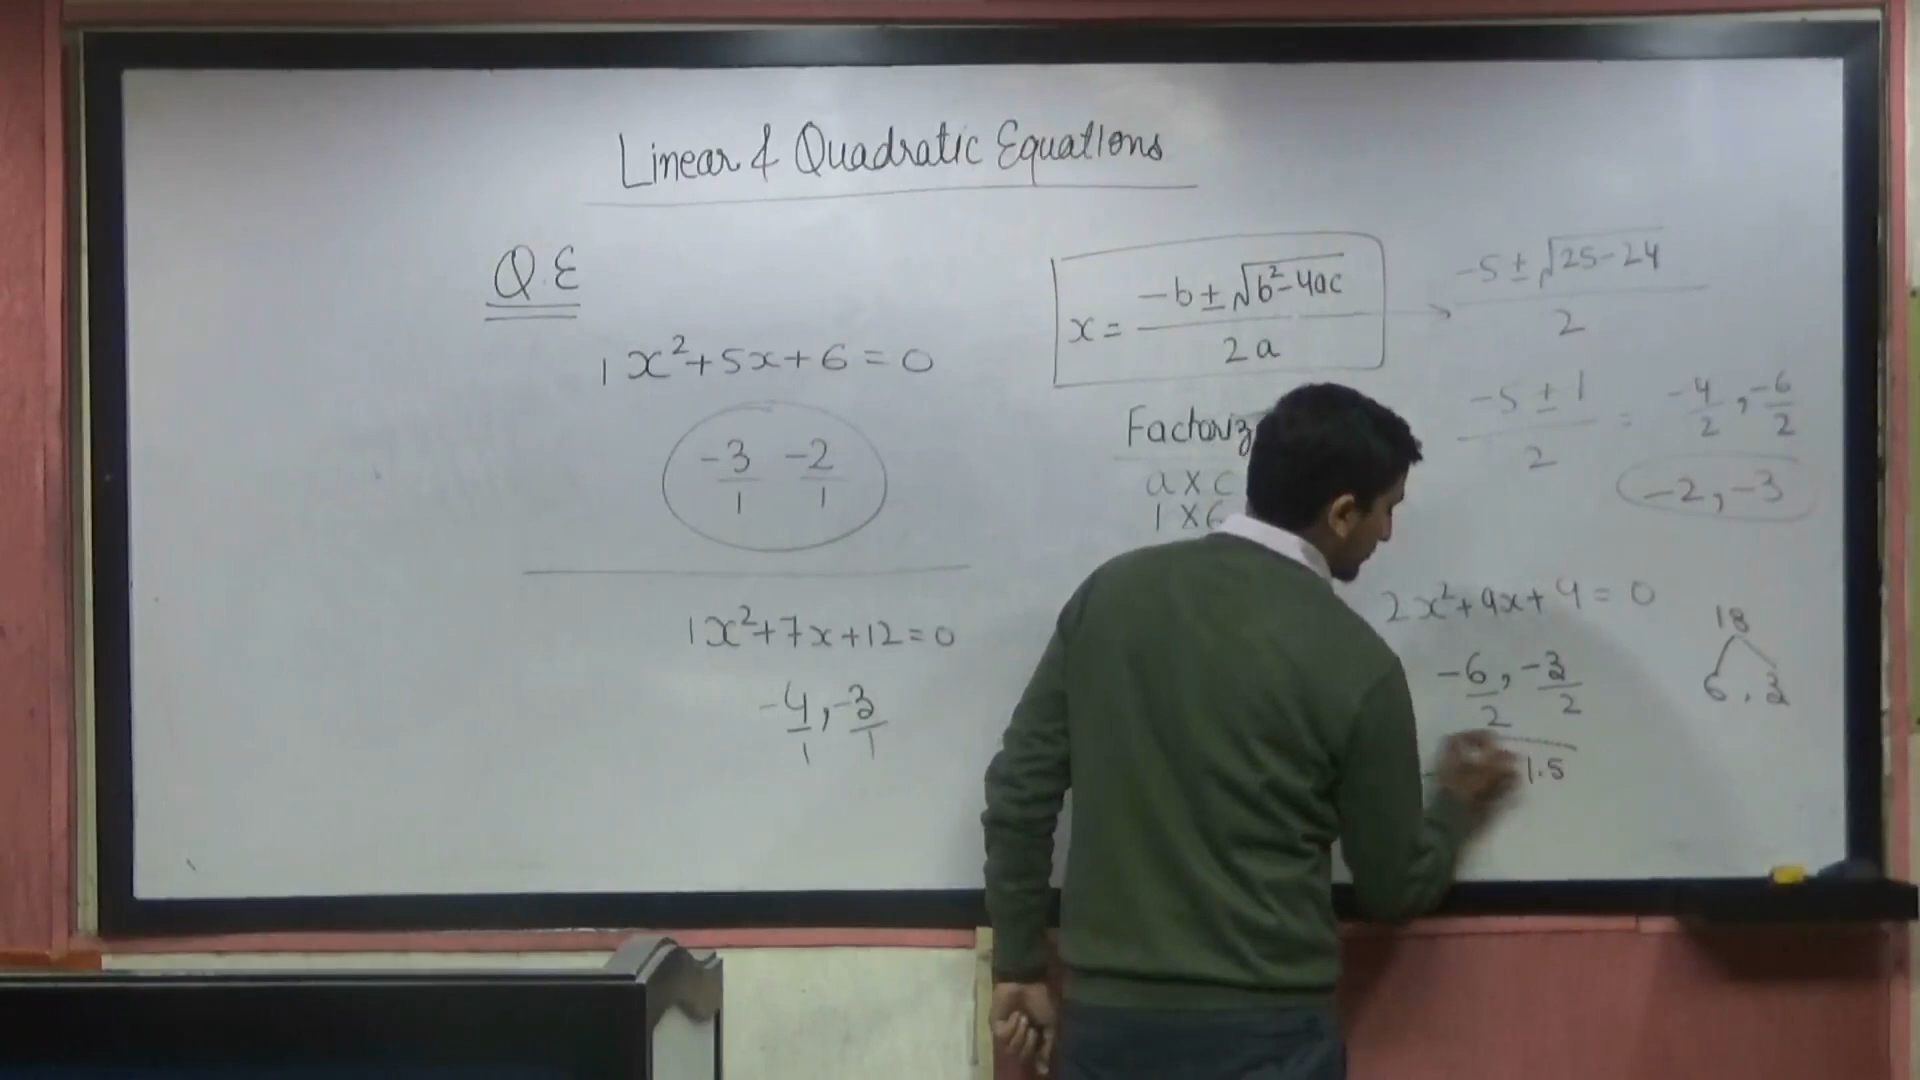 Linear & Quadratic Equations
Q.E
1x²+5x+6=0
-3/1 -2/1
1x²+7x+12=0
-4/1, -3/1
x = (-b±√(b²-4ac))/2a
Factoriz
a x c
1 x 6
(-5±√(25-24))/2
(-5±1)/2 = -4/2, -6/2
-2, -3
2x²+9x+9=0
-6/2, -3/2
1.5
18
6, 3